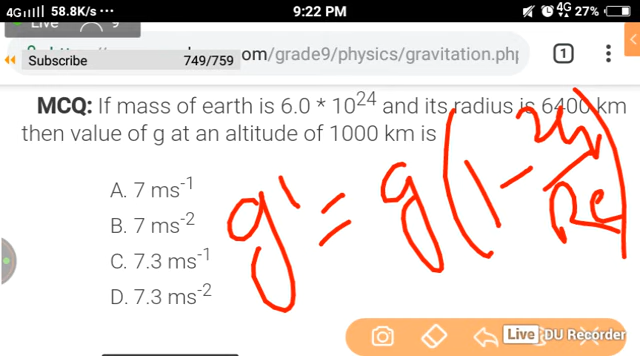 4G 58.8K/s 9:22 PM 4G 27%
Live 9
Subscribe 749/759 om/grade9/physics/gravitation.ph 1
MCQ: If mass of earth is 6.0 * 10^24 and its radius is 6400 km
then value of g at an altitude of 1000 km is
A. 7 ms^-1
B. 7 ms^-2
C. 7.3 ms^-1
D. 7.3 ms^-2
g' = g(1 - 2h/Re)
Live DU Recorder